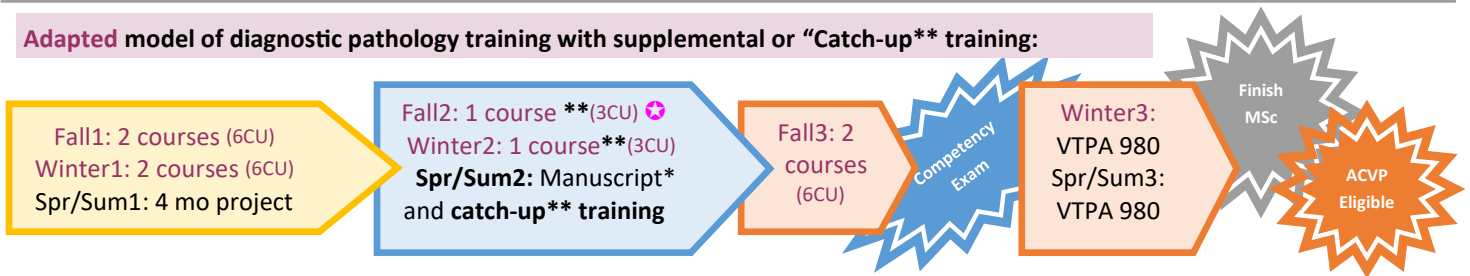 Adapted model of diagnostic pathology training with supplemental or “Catch-up** training:
Fall1: 2 courses (6CU)
Winter1: 2 courses (6CU)
Spr/Sum1: 4 mo project
Fall2: 1 course **(3CU) ✪
Winter2: 1 course**(3CU)
Spr/Sum2: Manuscript*
and catch-up** training
Fall3: 2
courses
(6CU)
Competency
Exam
Winter3:
VTPA 980
Spr/Sum3:
VTPA 980
Finish
MSc
ACVP
Eligible